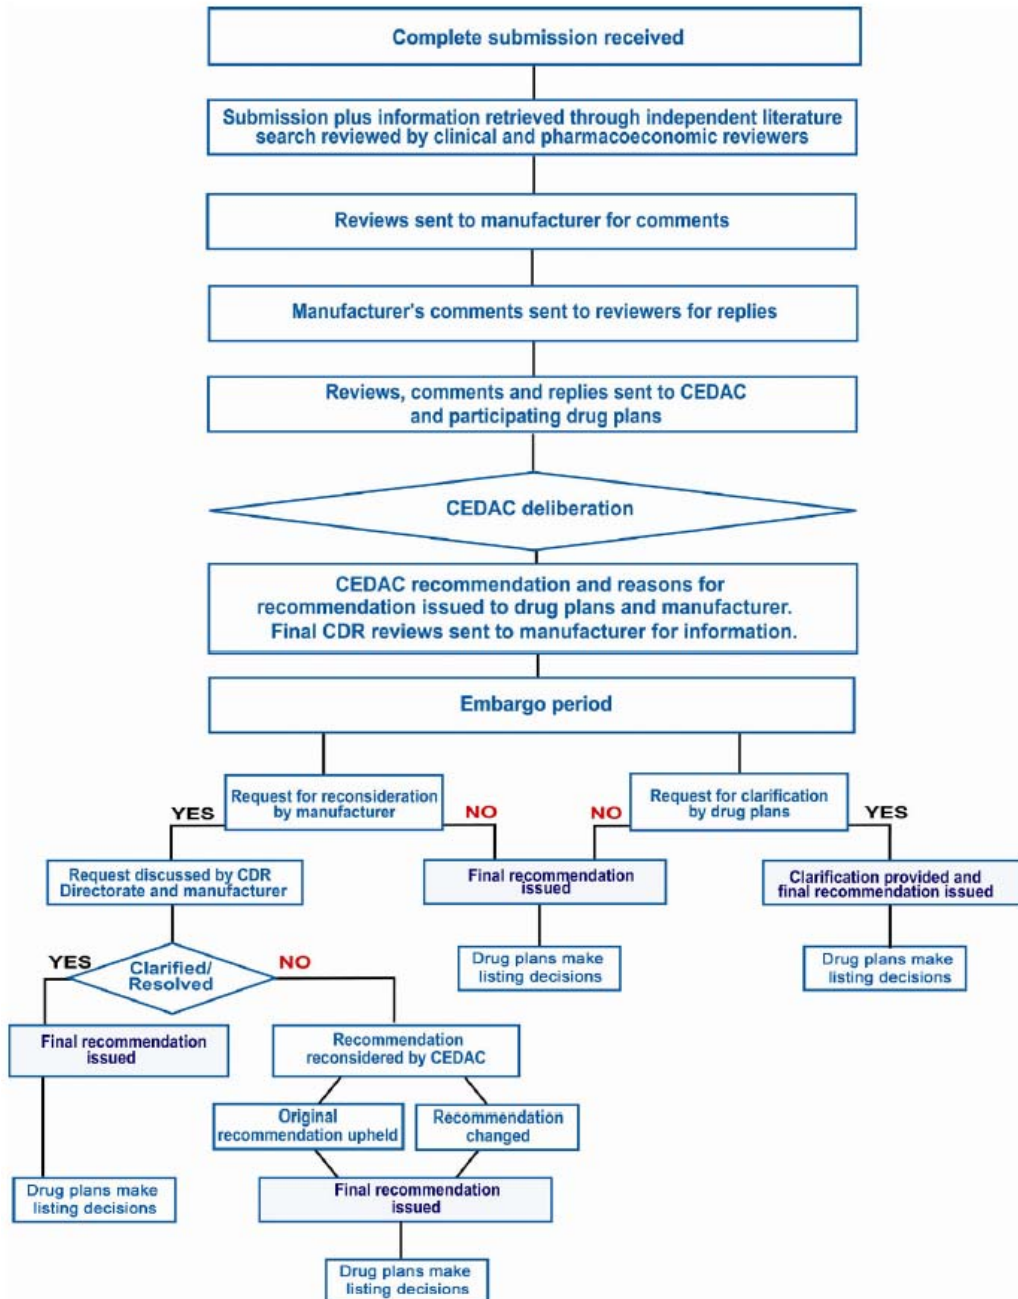 Complete submission received
Submission plus information retrieved through independent literature
search reviewed by clinical and pharmacoeconomic reviewers
Reviews sent to manufacturer for comments
Manufacturer's comments sent to reviewers for replies
Reviews, comments and replies sent to CEDAC
and participating drug plans
CEDAC deliberation
CEDAC recommendation and reasons for
recommendation issued to drug plans and manufacturer.
Final CDR reviews sent to manufacturer for information.
Embargo period
Request for reconsideration
by manufacturer
Request for clarification
by drug plans
YES
NO
NO
YES
Request discussed by CDR
Directorate and manufacturer
Final recommendation
issued
Clarification provided and
final recommendation issued
Drug plans make
listing decisions
Drug plans make
listing decisions
YES
Clarified/
Resolved
NO
Final recommendation
issued
Recommendation
reconsidered by CEDAC
Original
recommendation upheld
Recommendation
changed
Drug plans make
listing decisions
Final recommendation
issued
Drug plans make
listing decisions